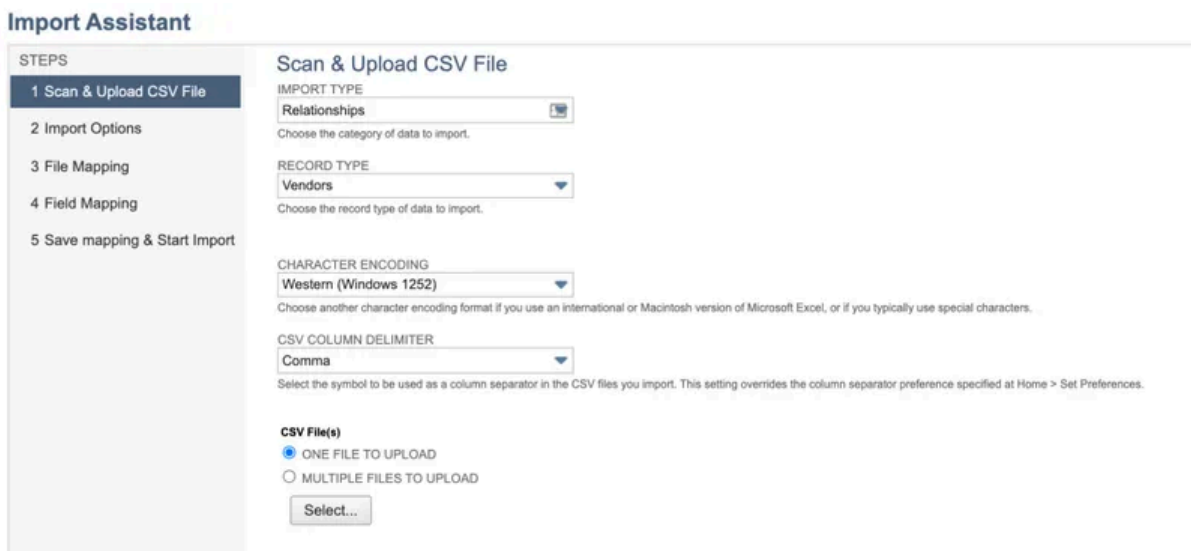 Import Assistant
STEPS
1 Scan & Upload CSV File
2 Import Options
3 File Mapping
4 Field Mapping
5 Save mapping & Start Import
Scan & Upload CSV File
IMPORT TYPE
Relationships
Choose the category of data to import.
RECORD TYPE
Vendors
Choose the record type of data to import.
CHARACTER ENCODING
Western (Windows 1252)
Choose another character encoding format if you use an international or Macintosh version of Microsoft Excel, or if you typically use special characters.
CSV COLUMN DELIMITER
Comma
Select the symbol to be used as a column separator in the CSV files you import. This setting overrides the column separator preference specified at Home > Set Preferences.
CSV File(s)
ONE FILE TO UPLOAD
MULTIPLE FILES TO UPLOAD
Select...